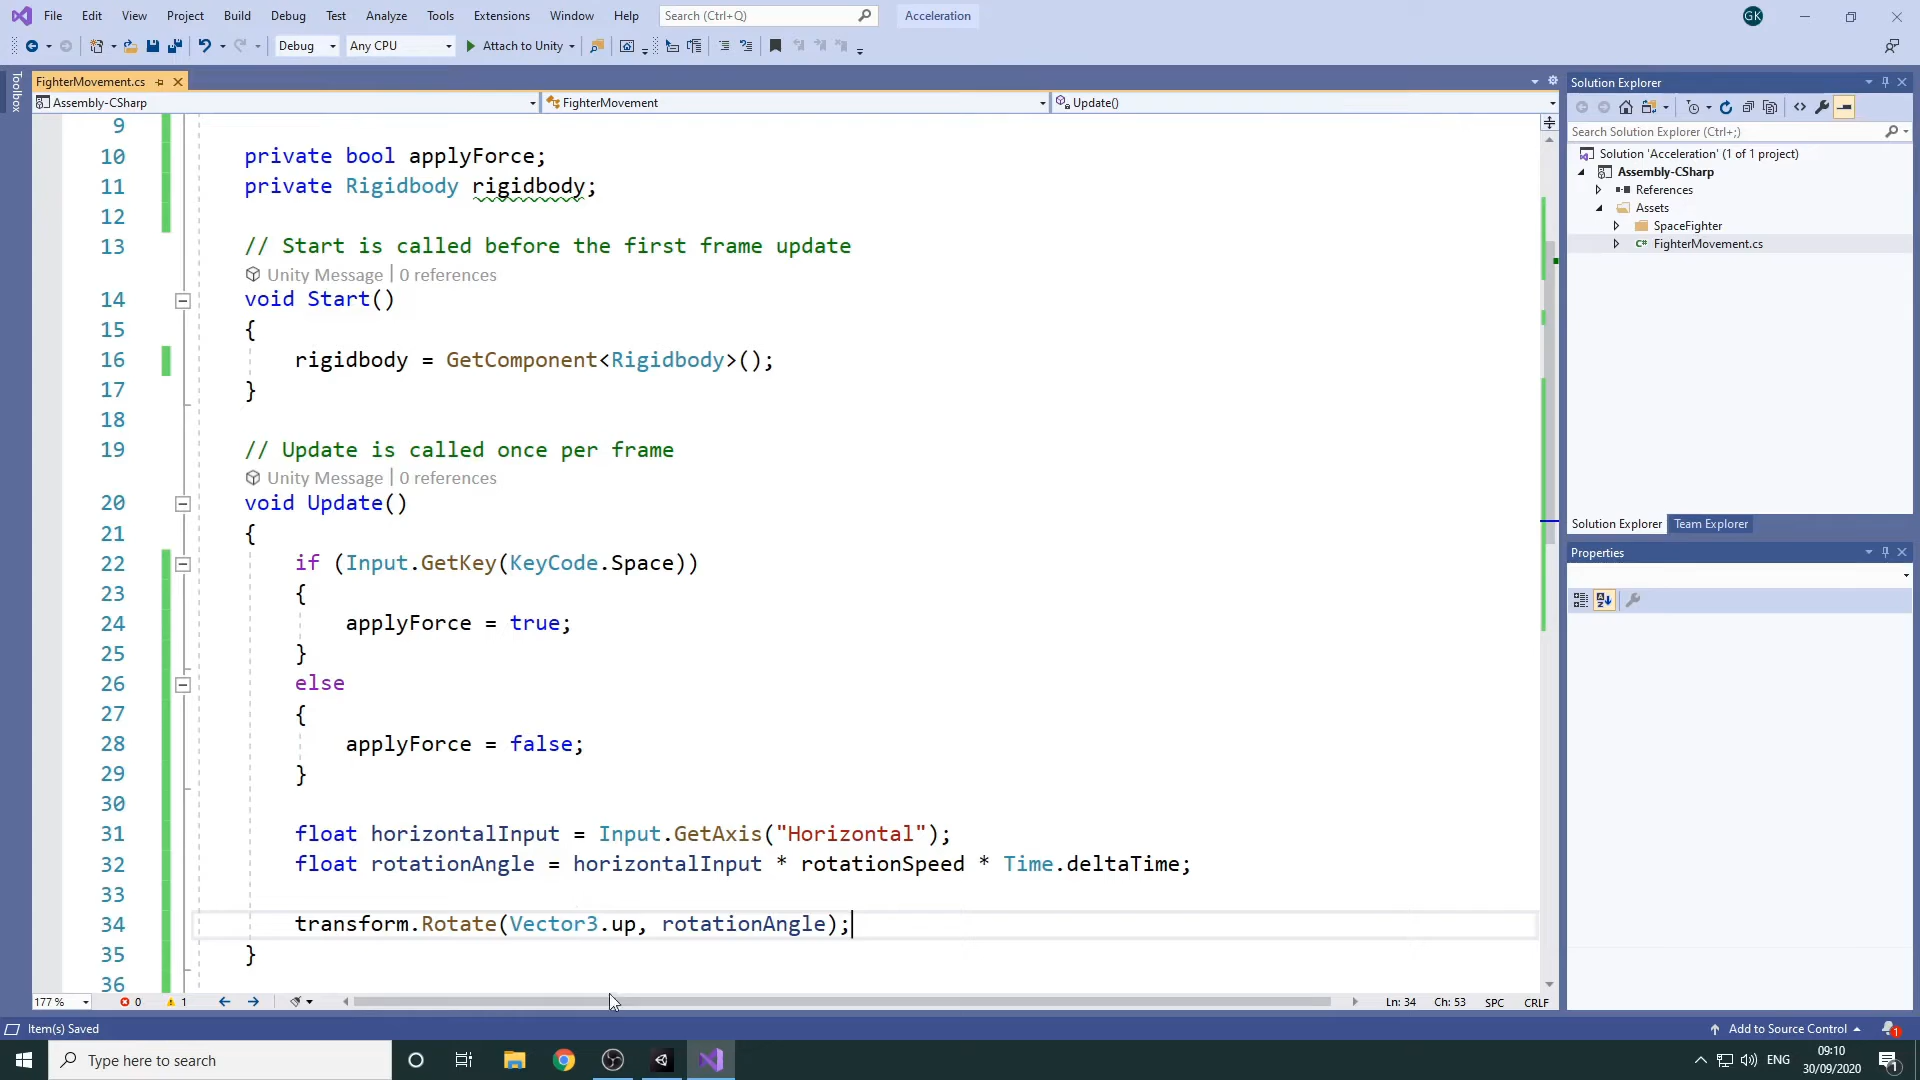 File Edit View Project Build Debug Test Analyze Tools Extensions Window Help Search (Ctrl+Q) Acceleration GK
Debug Any CPU Attach to Unity
Toolbox
FighterMovement.cs
Assembly-CSharp FighterMovement Update()
9
10 private bool applyForce;
11 private Rigidbody rigidbody;
12
13 // Start is called before the first frame update
Unity Message | 0 references
14 void Start()
15 {
16 rigidbody = GetComponent<Rigidbody>();
17 }
18
19 // Update is called once per frame
Unity Message | 0 references
20 void Update()
21 {
22 if (Input.GetKey(KeyCode.Space))
23 {
24 applyForce = true;
25 }
26 else
27 {
28 applyForce = false;
29 }
30
31 float horizontalInput = Input.GetAxis("Horizontal");
32 float rotationAngle = horizontalInput * rotationSpeed * Time.deltaTime;
33
34 transform.Rotate(Vector3.up, rotationAngle);
35 }
36
177 % 0 1 Ln: 34 Ch: 53 SPC CRLF
Solution Explorer
Search Solution Explorer (Ctrl+;)
Solution 'Acceleration' (1 of 1 project)
Assembly-CSharp
References
Assets
SpaceFighter
C# FighterMovement.cs
Solution Explorer Team Explorer
Properties
Item(s) Saved Add to Source Control 1
Type here to search ENG 09:10
30/09/2020 1